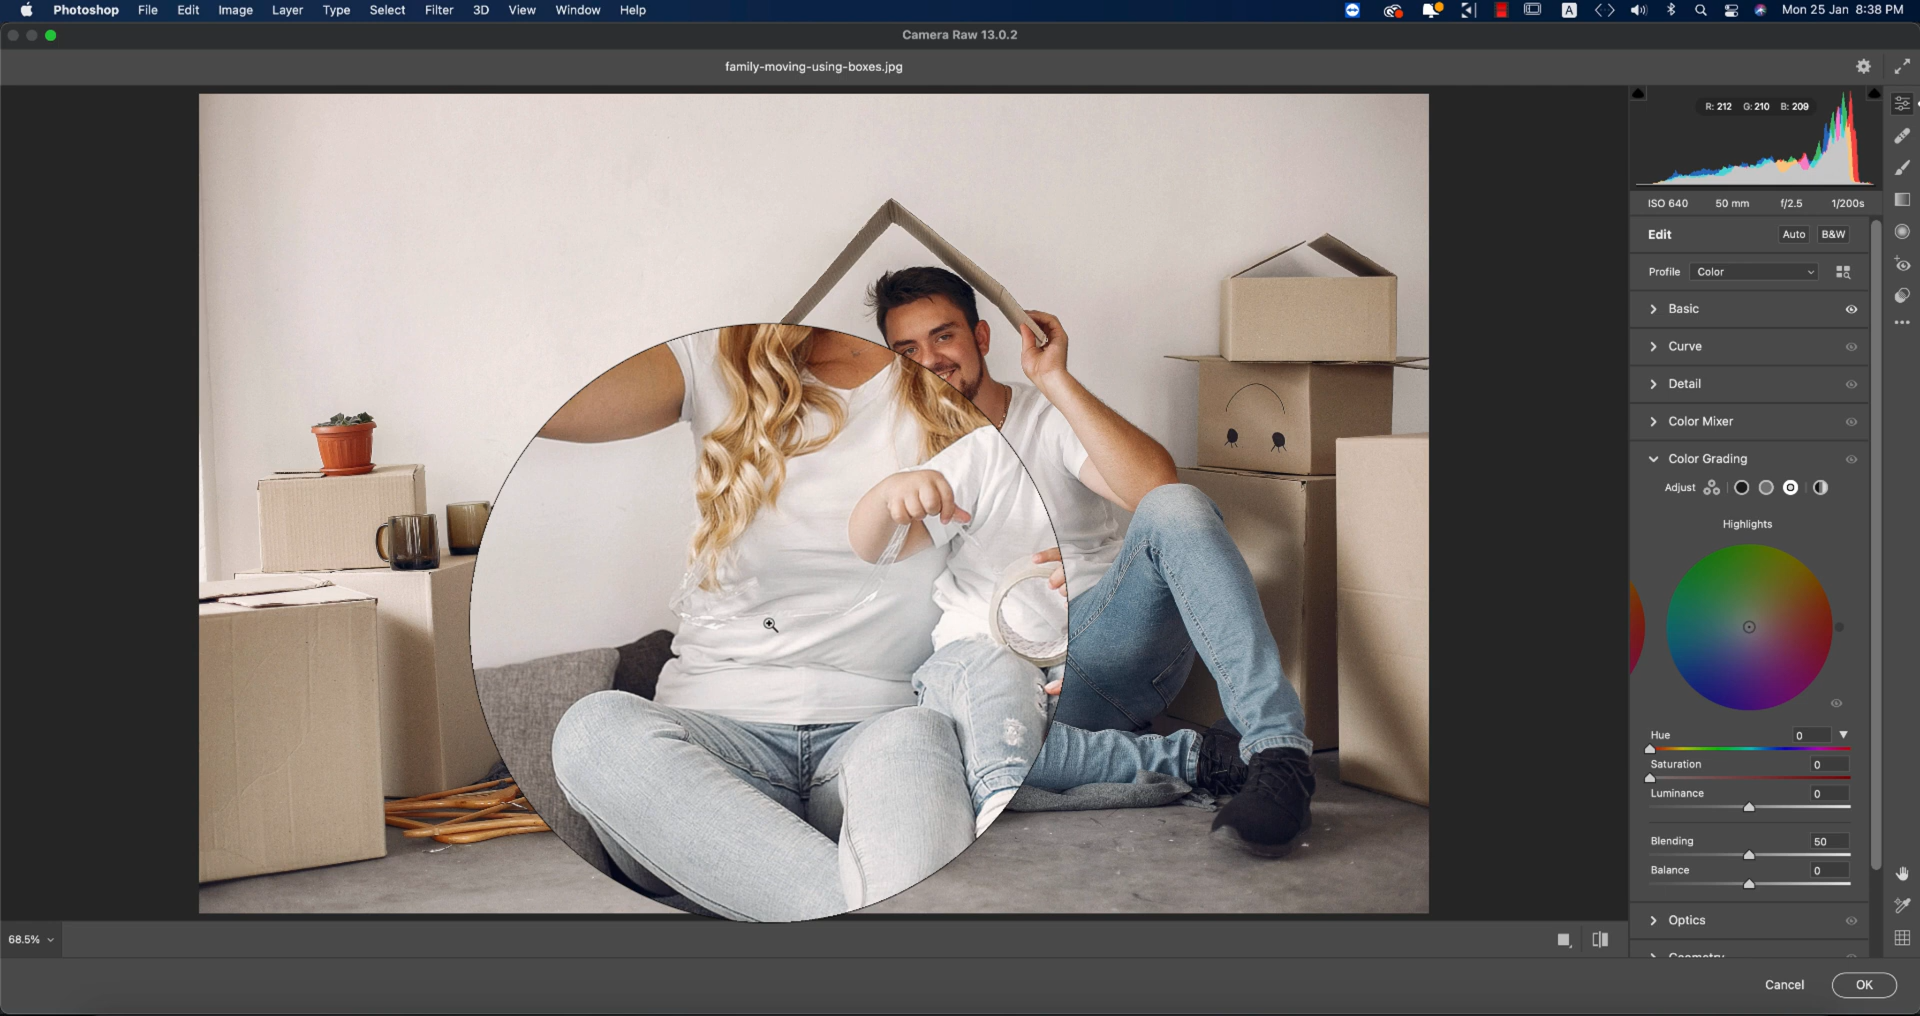 Photoshop File Edit Image Layer Type Select Filter 3D View Window Help A Mon 25 Jan 8:38 PM
Camera Raw 13.0.2
family-moving-using-boxes.jpg
R: 212 G: 210 B: 209
ISO 640 50 mm f/2.5 1/200s
Edit Auto B&W
Profile Color
Basic
Curve
Detail
Color Mixer
Color Grading
Adjust
Highlights
Hue 0
Saturation 0
Luminance 0
Blending 50
Balance 0
Optics
Geometry
68.5%
Cancel OK